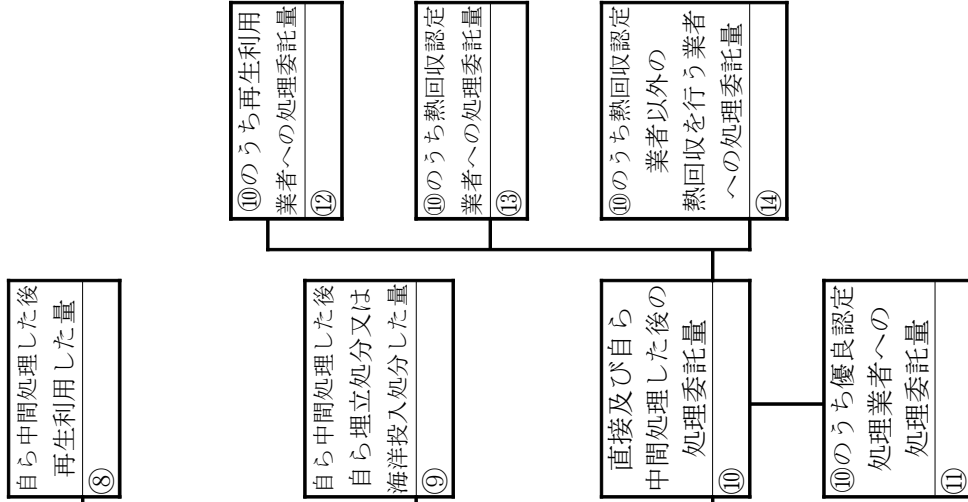 自ら中間処理した後
再生利用した量
⑧
自ら中間処理した後
自ら埋立処分又は
海洋投入処分した量
⑨
直接及び自ら
中間処理した後の
処理委託量
⑩
⑩のうち優良認定
処理業者への
処理委託量
⑪
⑩のうち再生利用
業者への処理委託量
⑫
⑩のうち熱回収認定
業者への処理委託量
⑬
⑩のうち熱回収認定
業者以外の
熱回収を行う業者
への処理委託量
⑭